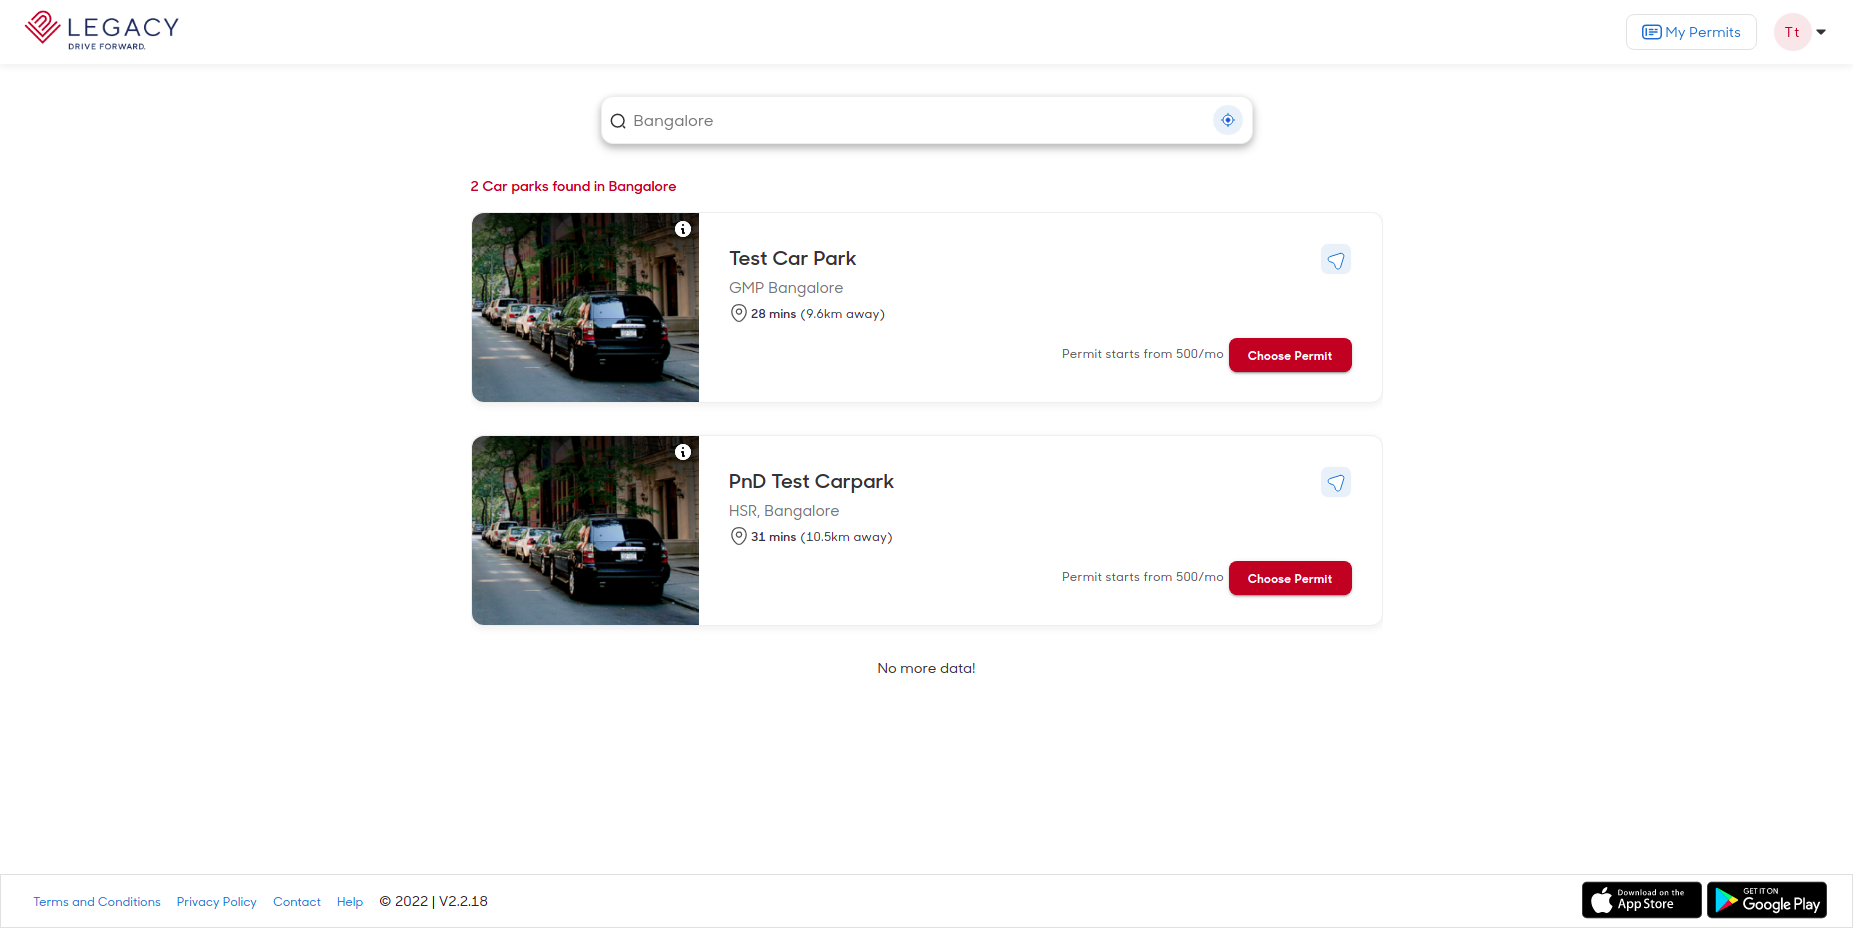 LEGACY
DRIVE FORWARD.
My Permits
Tt
Bangalore
2 Car parks found in Bangalore
Test Car Park
GMP Bangalore
28 mins (9.6km away)
Permit starts from 500/mo
Choose Permit
PnD Test Carpark
HSR, Bangalore
31 mins (10.5km away)
Permit starts from 500/mo
Choose Permit
No more data!
Terms and Conditions Privacy Policy Contact Help © 2022 | V2.2.18
Download on the
App Store
GET IT ON
Google Play